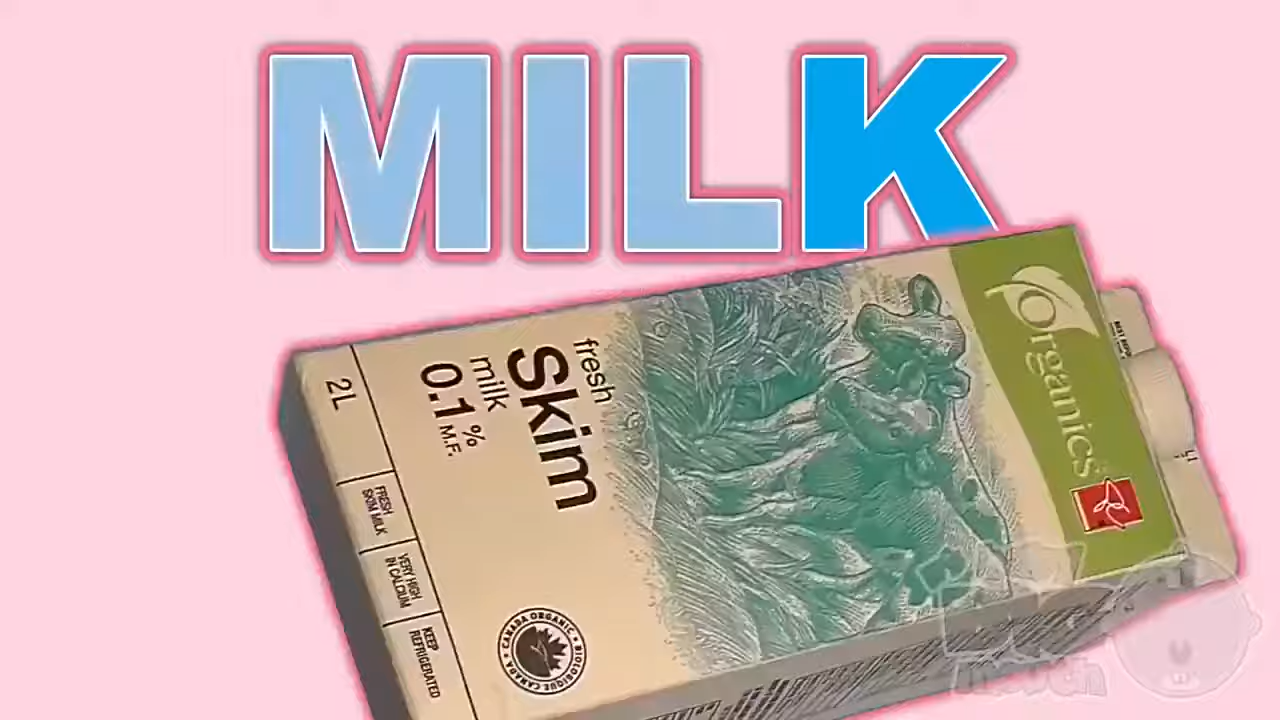 MILK
Organics
fresh
Skim
milk
0.1 % M.F.
2L
FRESH
SKIM MILK
VERY HIGH
IN CALCIUM
KEEP
REFRIGERATED
CANADA ORGANIC • BIOLOGIQUE CANADA •
mouth